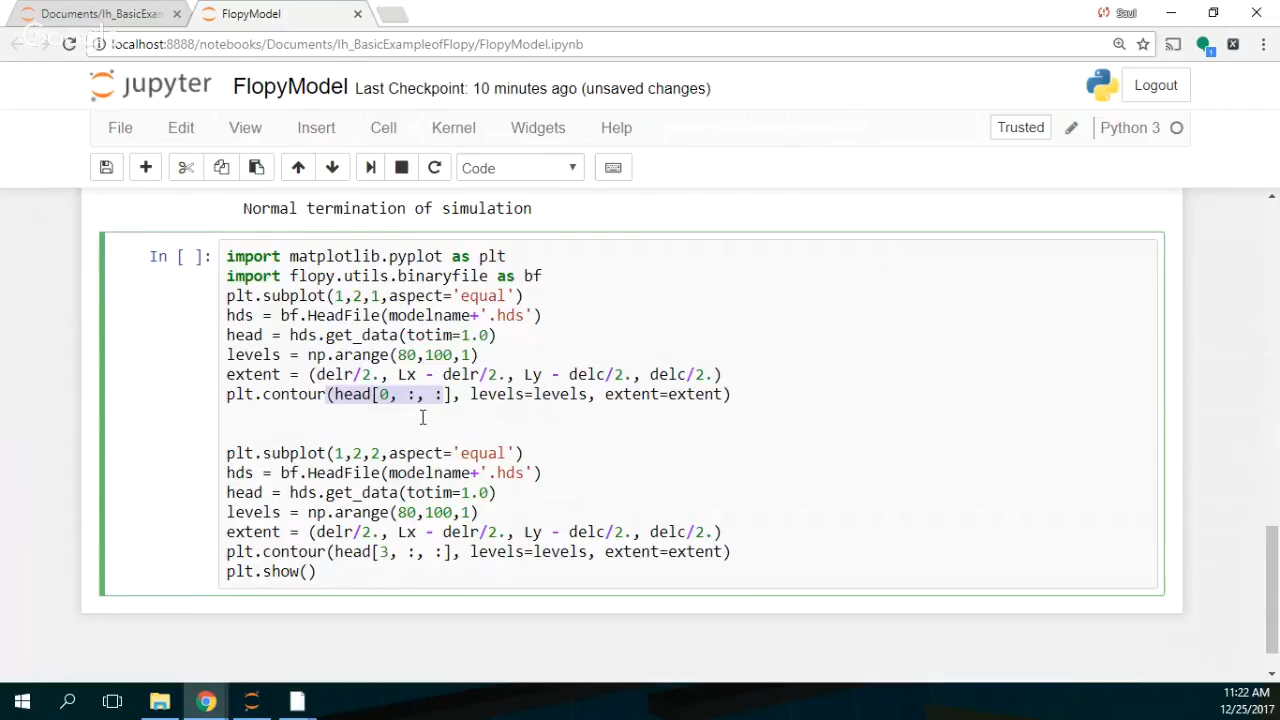 Documents/lh_BasicExan
FlopyModel
Saul
localhost:8888/notebooks/Documents/lh_BasicExampleofFlopy/FlopyModel.ipynb
jupyter
FlopyModel
Last Checkpoint: 10 minutes ago (unsaved changes)
Logout
File Edit View Insert Cell Kernel Widgets Help
Trusted
Python 3
Code
Normal termination of simulation
In [ ]:
import matplotlib.pyplot as plt
import flopy.utils.binaryfile as bf
plt.subplot(1,2,1,aspect='equal')
hds = bf.HeadFile(modelname+'.hds')
head = hds.get_data(totim=1.0)
levels = np.arange(80,100,1)
extent = (delr/2., Lx - delr/2., Ly - delc/2., delc/2.)
plt.contour(head[0, :, :], levels=levels, extent=extent)
plt.subplot(1,2,2,aspect='equal')
hds = bf.HeadFile(modelname+'.hds')
head = hds.get_data(totim=1.0)
levels = np.arange(80,100,1)
extent = (delr/2., Lx - delr/2., Ly - delc/2., delc/2.)
plt.contour(head[3, :, :], levels=levels, extent=extent)
plt.show()
11:22 AM
12/25/2017